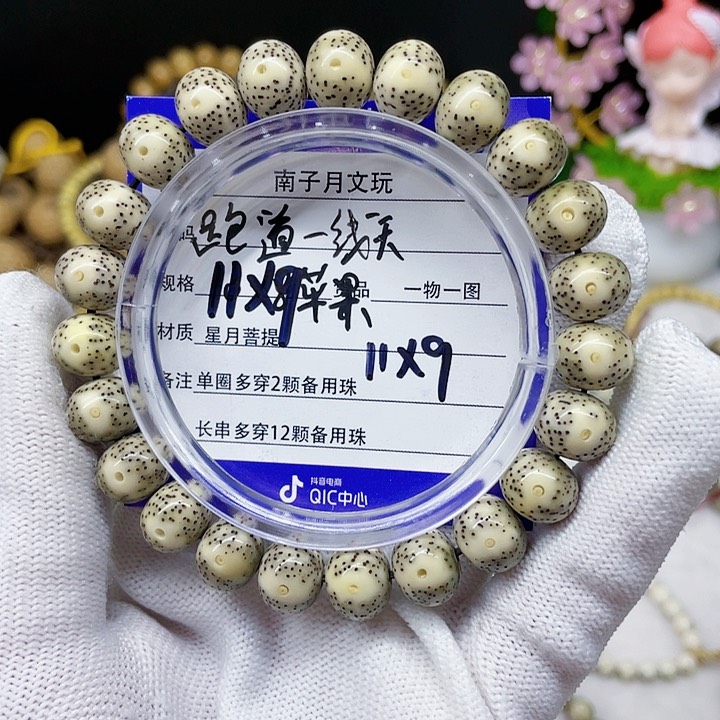 南子月文玩
码 跑道一线天
规格 11X9苹果 品 一物一图
材质 星月菩提
11X9
备注 单圈多穿2颗备用珠
长串多穿12颗备用珠
抖音电商
QIC中心